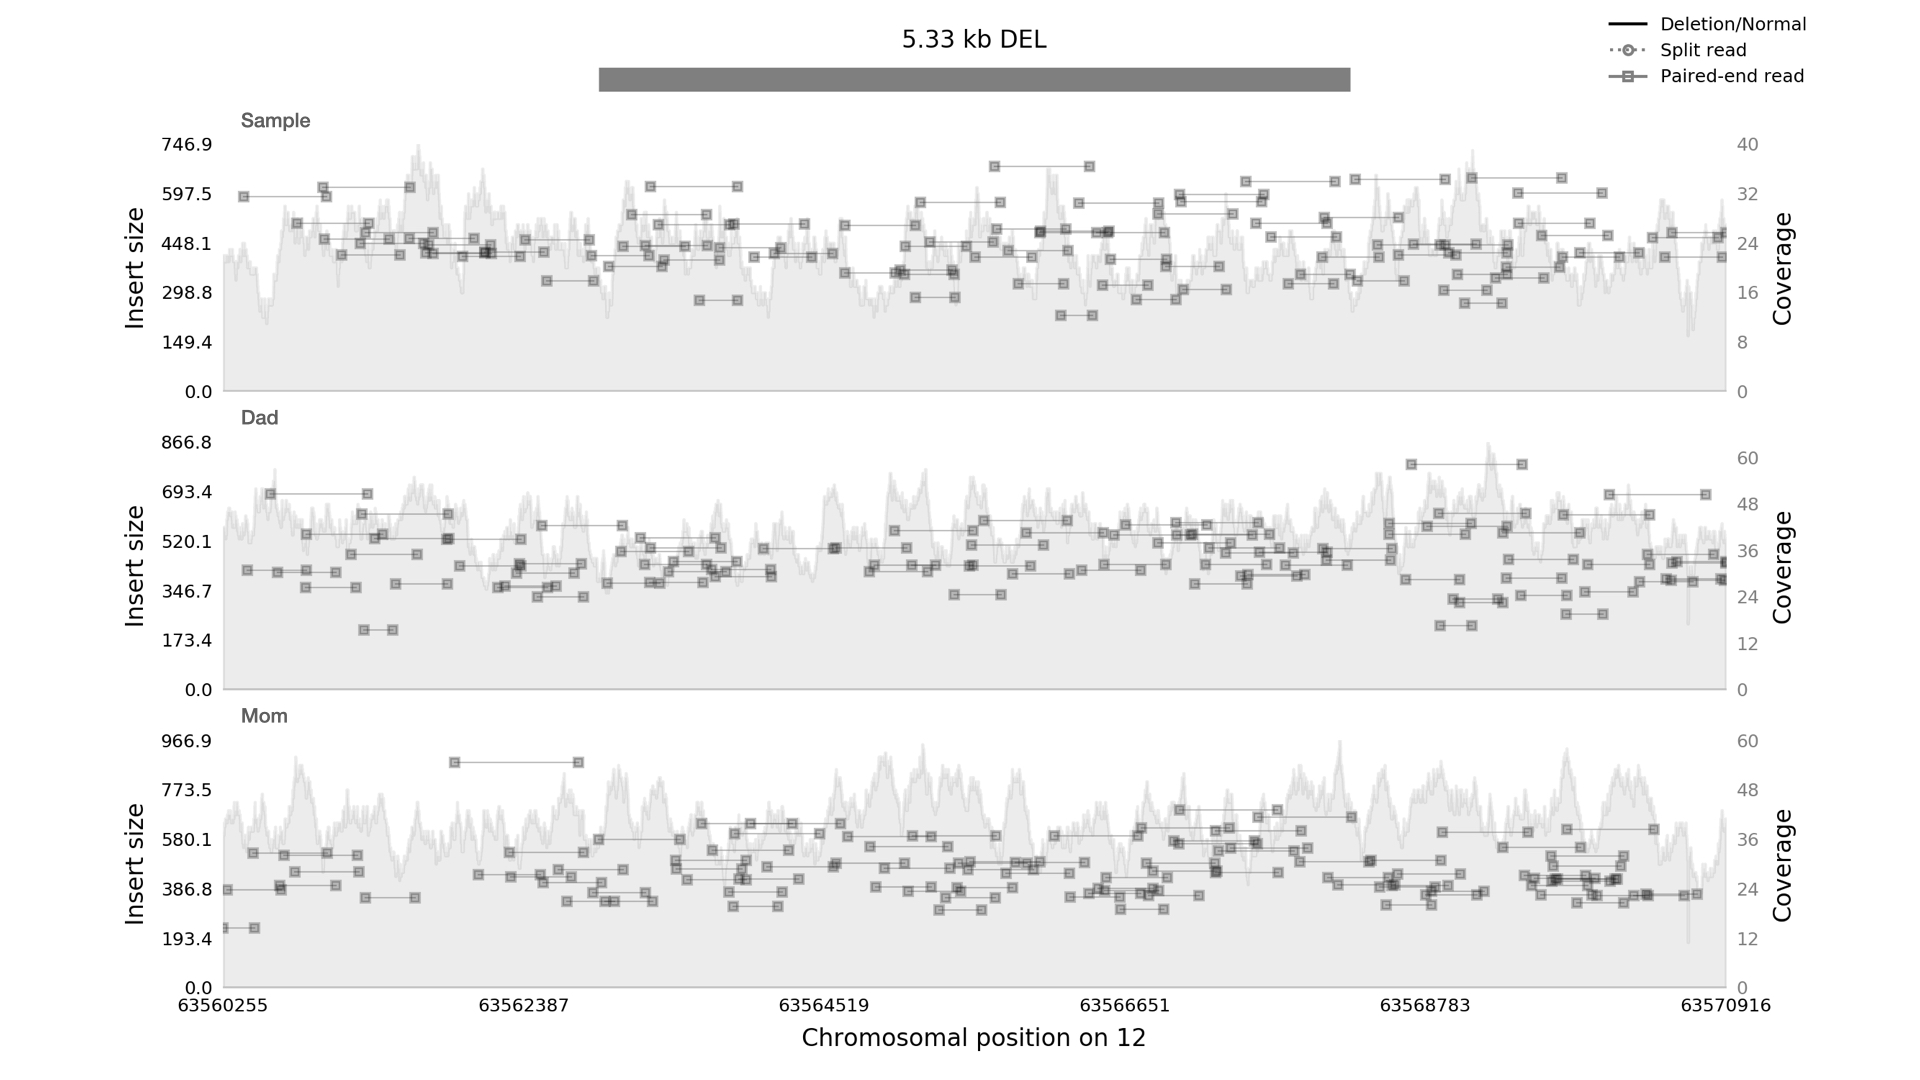 5.33 kb DEL
Deletion/Normal
Split read
Paired-end read
Sample
746.9
597.5
448.1
298.8
149.4
0.0
Insert size
40
32
24
16
8
0
Coverage
Dad
866.8
693.4
520.1
346.7
173.4
0.0
Insert size
60
48
36
24
12
0
Coverage
Mom
966.9
773.5
580.1
386.8
193.4
0.0
Insert size
60
48
36
24
12
0
Coverage
63560255 63562387 63564519 63566651 63568783 63570916
Chromosomal position on 12